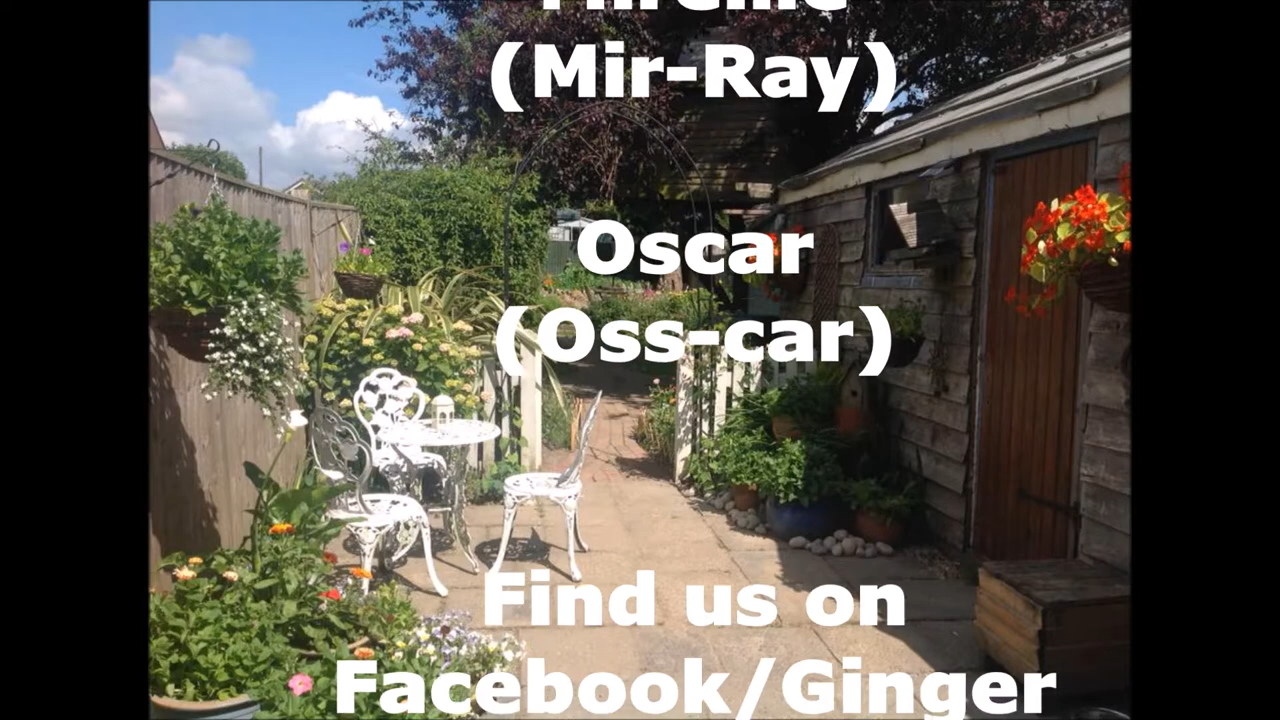 (Mir-Ray)
Oscar
(Oss-car)
Find us on
Facebook/Ginger